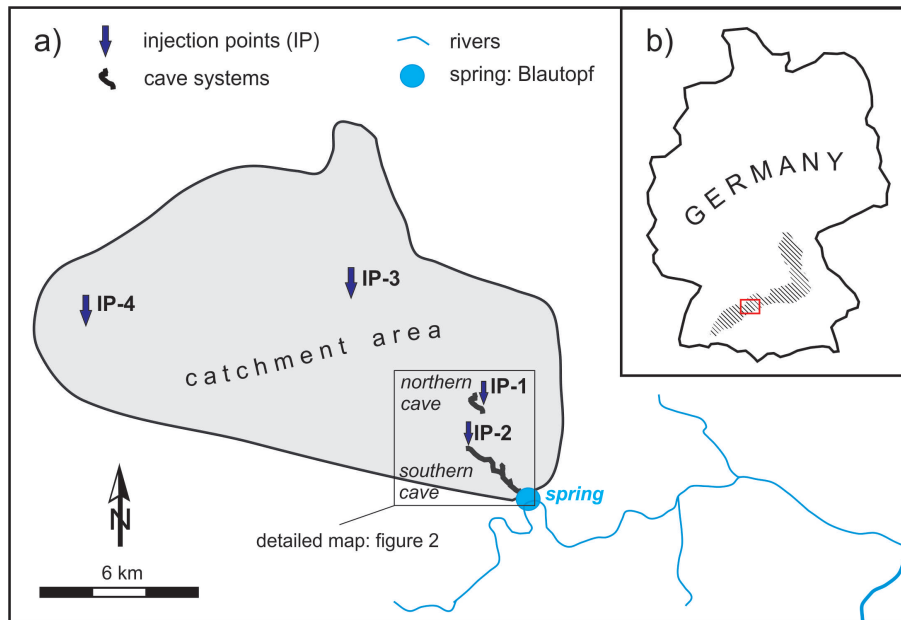 a)
injection points (IP)
cave systems
rivers
spring: Blautopf
b)
GERMANY
IP-3
IP-4
catchment area
northern
cave
IP-1
IP-2
southern
cave
spring
detailed map: figure 2
N
6 km